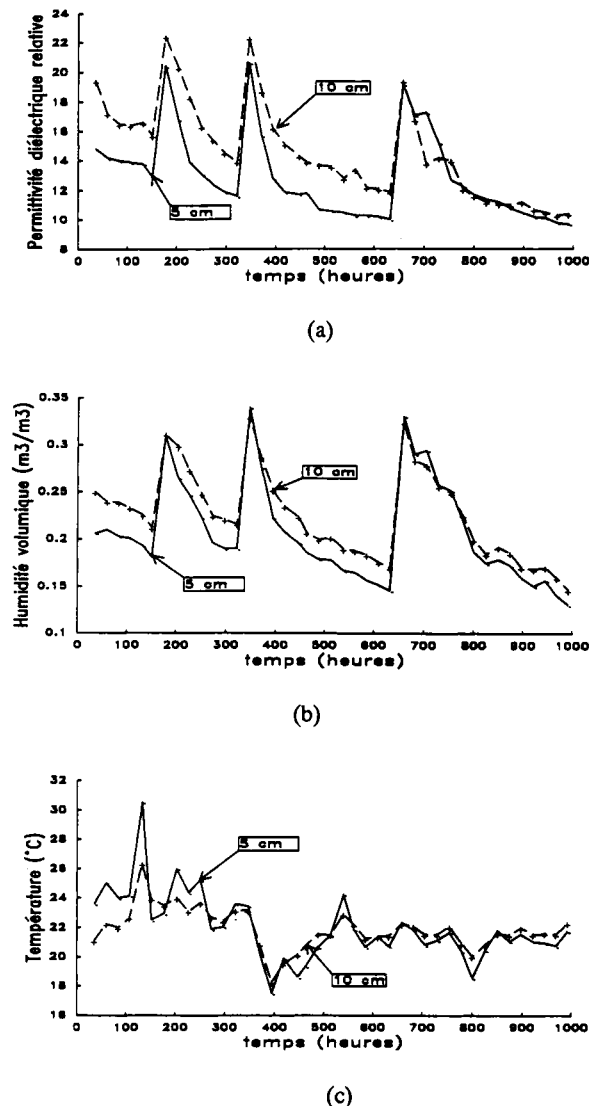 Permittivité diélectrique relative
24
22
20
18
16
14
12
10
8
10 cm
5 cm
0 100 200 300 400 500 600 700 800 900 1000
temps (heures)
(a)
Humidité volumique (m3/m3)
0.35
0.3
0.25
0.2
0.15
0.1
10 cm
5 cm
0 100 200 300 400 500 600 700 800 900 1000
temps (heures)
(b)
Température (°C)
32
30
28
26
24
22
20
18
16
5 cm
10 cm
0 100 200 300 400 500 600 700 800 900 1000
temps (heures)
(c)